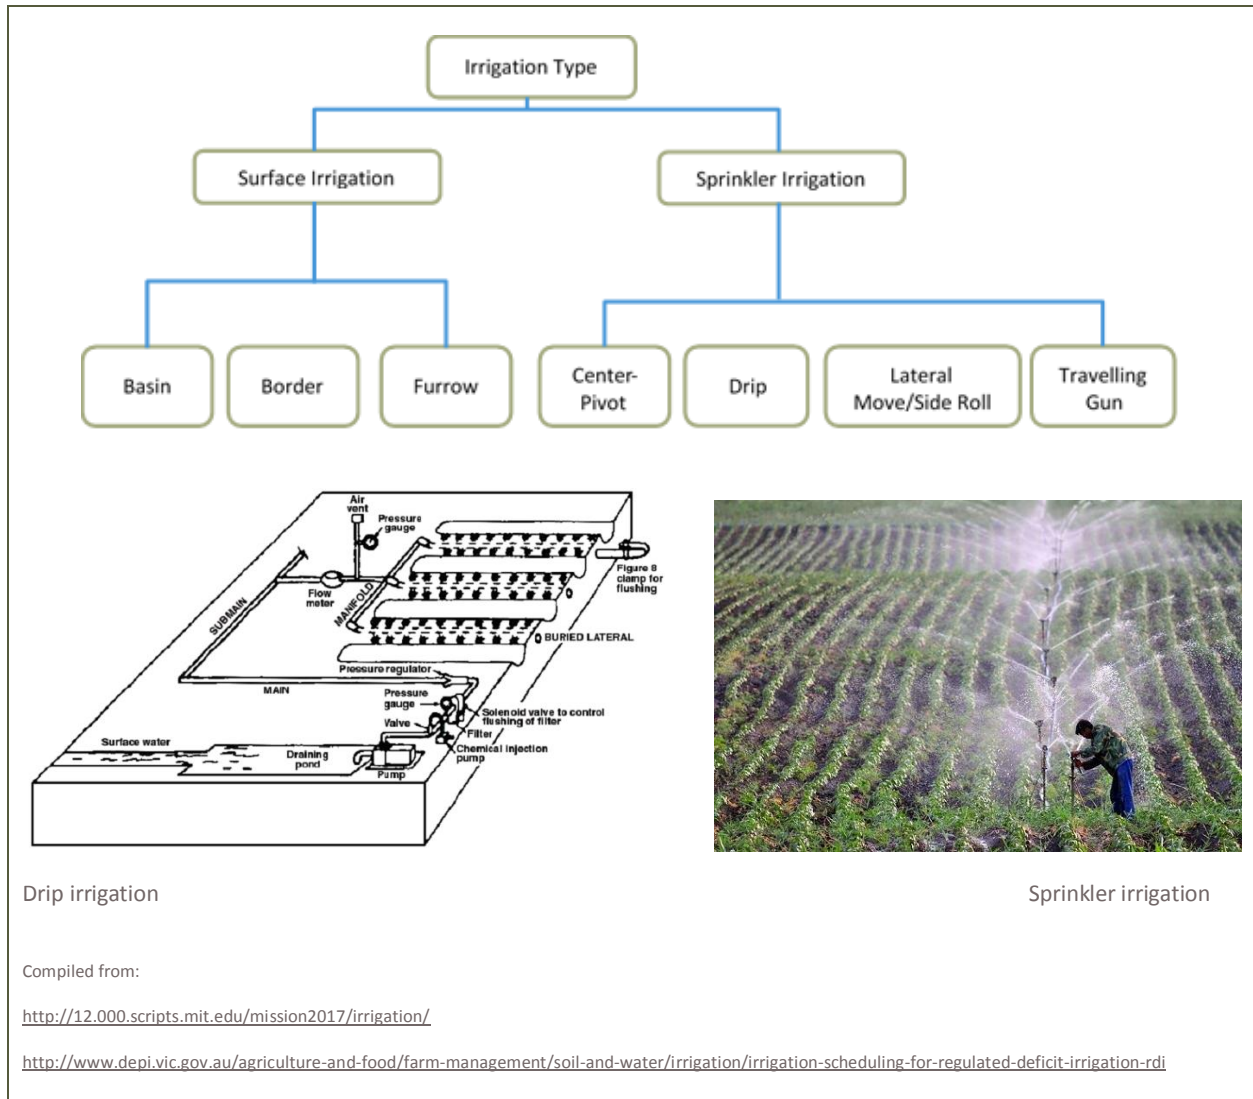 Irrigation Type
Surface Irrigation
Sprinkler Irrigation
Basin
Border
Furrow
Center-
Pivot
Drip
Lateral
Move/Side Roll
Travelling
Gun
Air
vent
Pressure
gauge
Flow
meter
SUBMAIN
MANIFOLD
Figure 8
clamp for
flushing
BURIED LATERAL
Pressure regulator
MAIN
Pressure
gauge
Solenoid valve to control
flushing of filter
Valve
Filter
Chemical injection
pump
Surface water
Draining
pond
Pump
Drip irrigation
Sprinkler irrigation
Compiled from:
http://12.000.scripts.mit.edu/mission2017/irrigation/
http://www.depi.vic.gov.au/agriculture-and-food/farm-management/soil-and-water/irrigation/irrigation-scheduling-for-regulated-deficit-irrigation-rdi